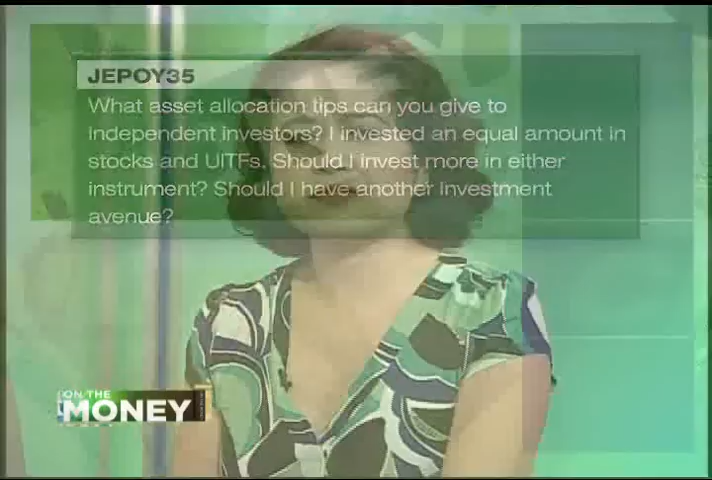 JEPOY35
What asset allocation tips can you give to
independent investors? I invested an equal amount in
stocks and UITFs. Should I invest more in either
instrument? Should I have another investment
avenue?
ON THE
MONEY